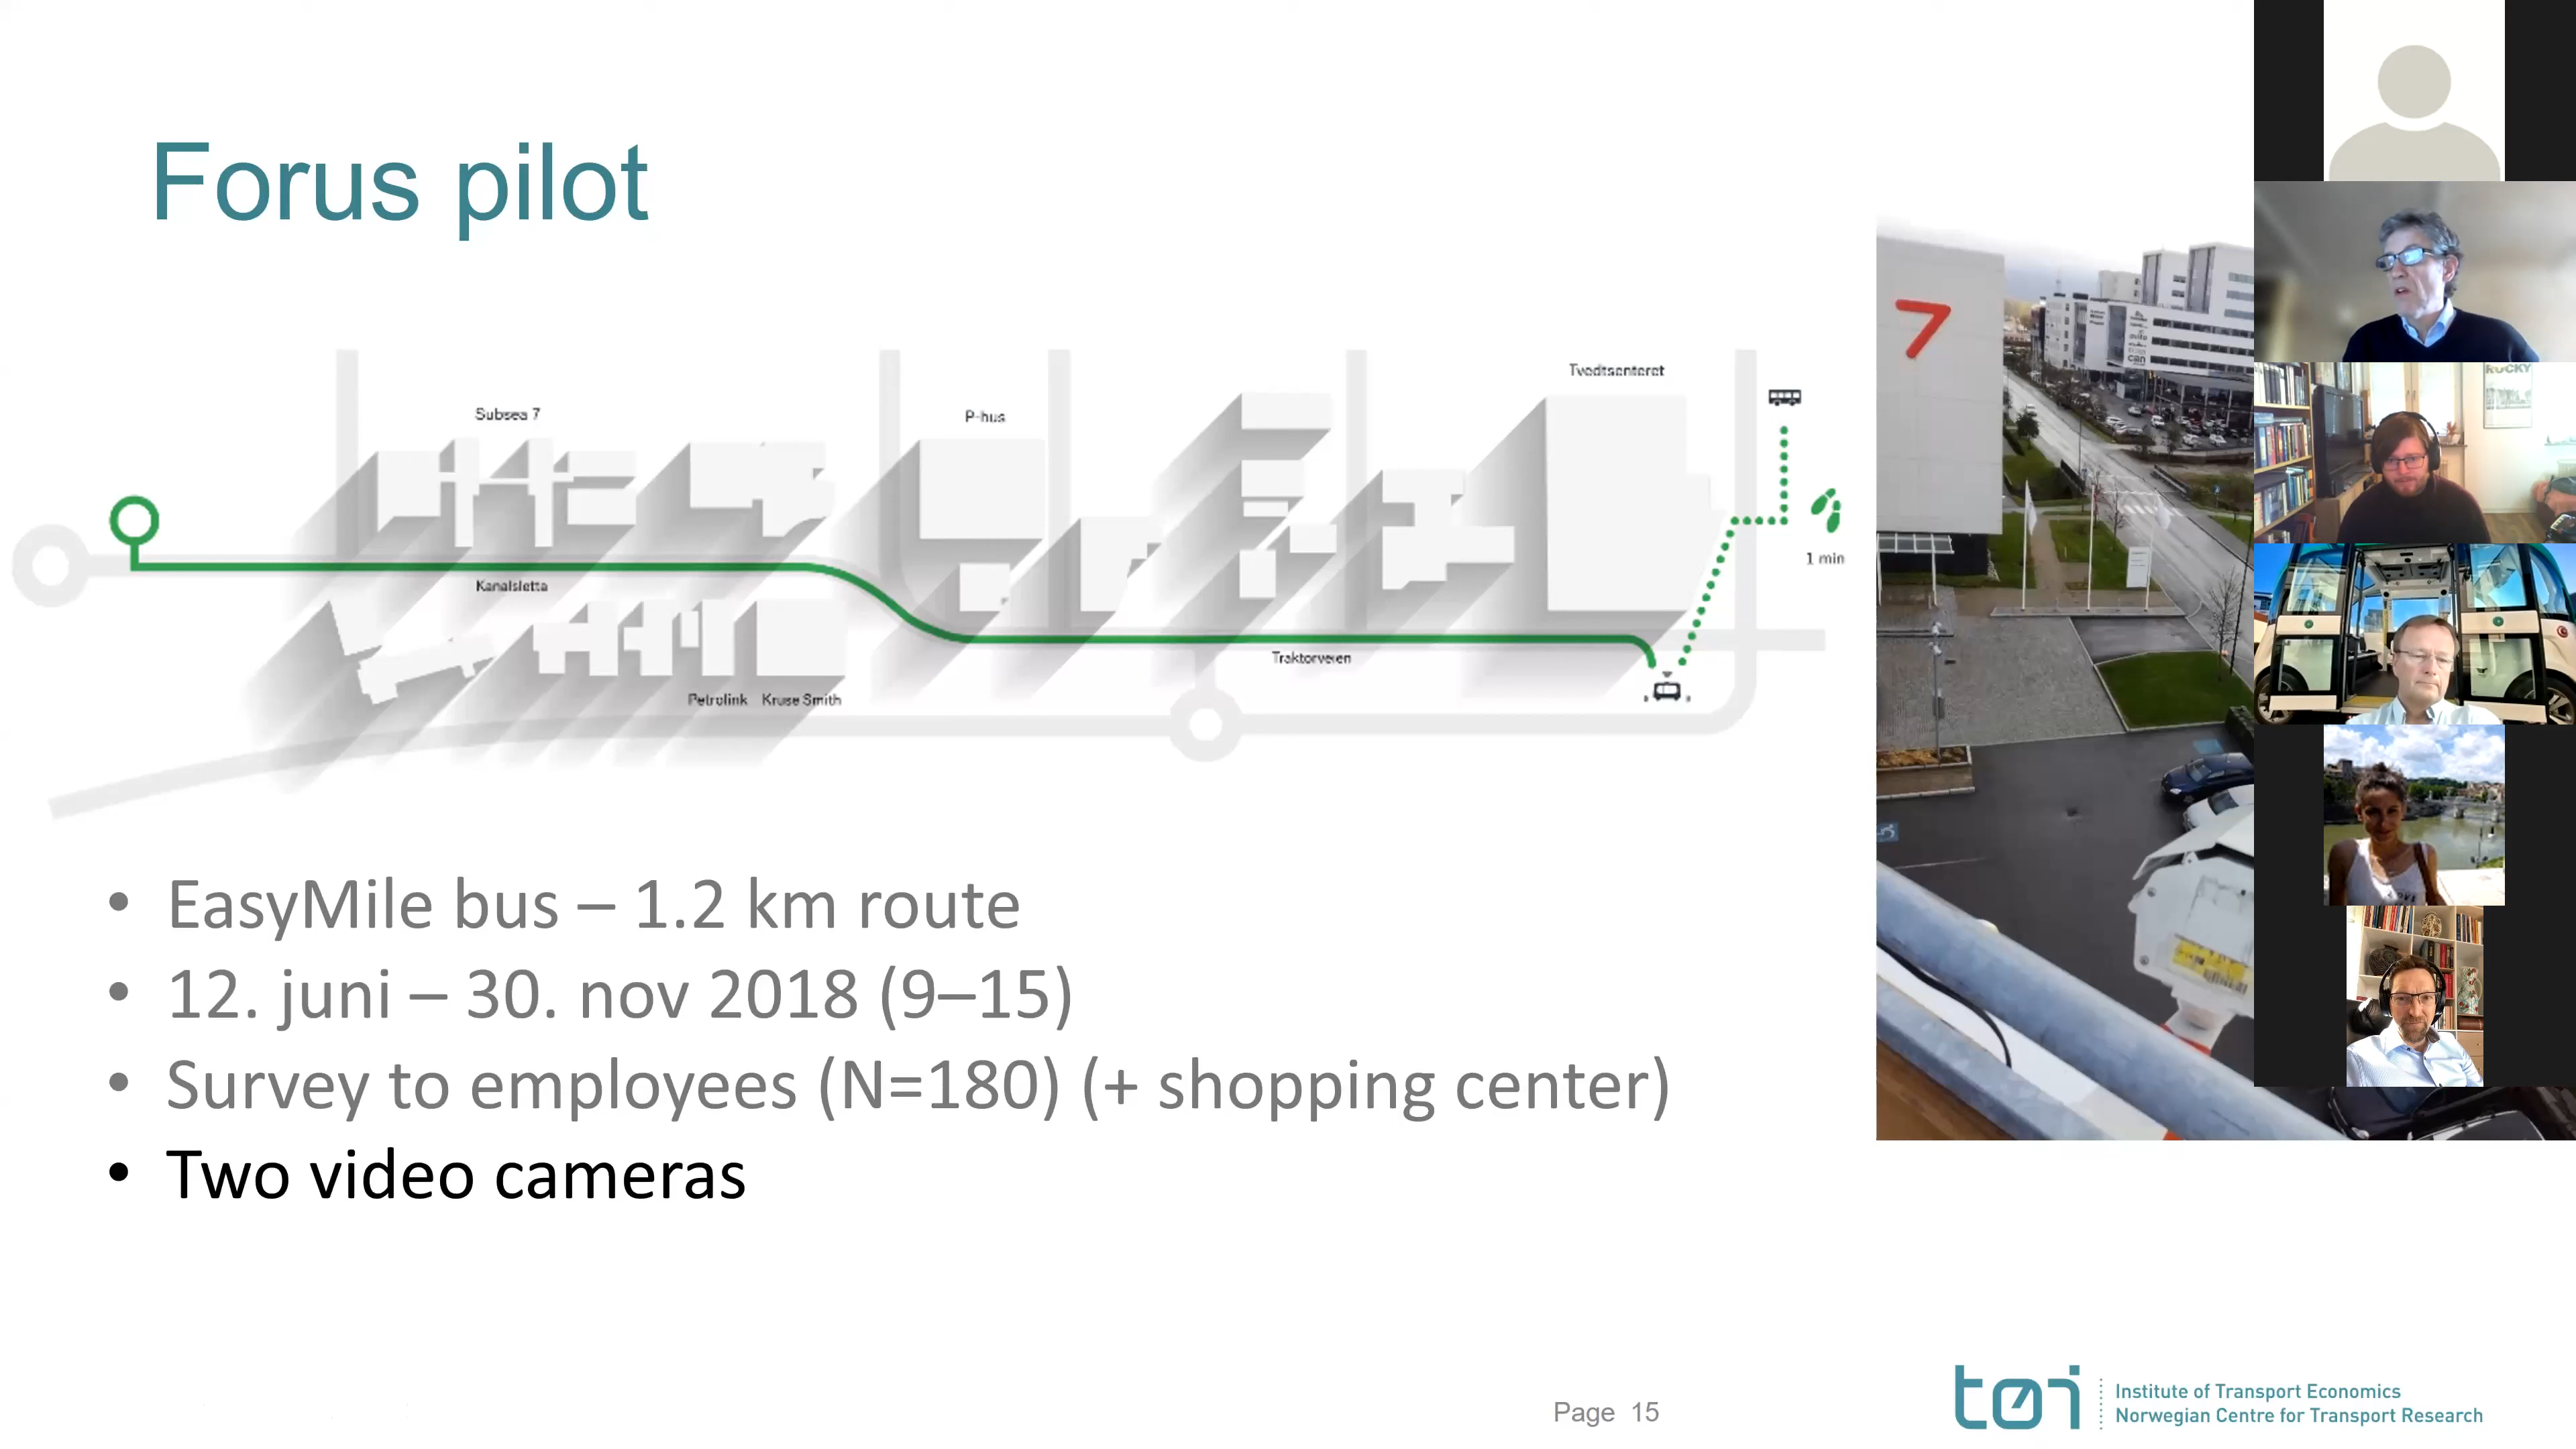 Forus pilot
Subsea 7
P-hus
Tvedtsenteret
ROCKY
1 min
Kanalsletta
Traktorveien
Petrolink Kruse Smith
• EasyMile bus – 1.2 km route
• 12. juni – 30. nov 2018 (9–15)
• Survey to employees (N=180) (+ shopping center)
• Two video cameras
Page 15
tøi
Institute of Transport Economics
Norwegian Centre for Transport Research